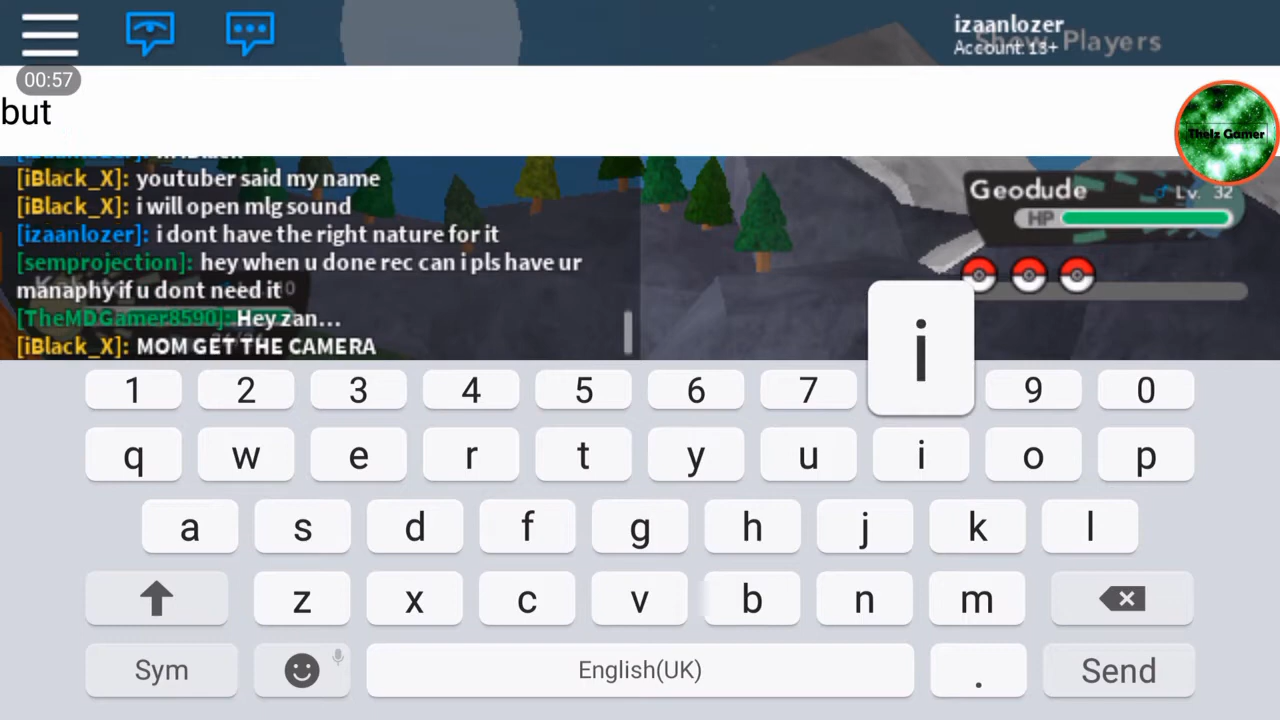 izaanlozer
Account: 13+
Show Players
00:57
but
TheIz Gamer
[iBlack_X]: youtuber said my name
[iBlack_X]: i will open mlg sound
[izaanlozer]: i dont have the right nature for it
[semprojection]: hey when u done rec can i pls have ur
manaphy if u dont need it
[TheMDGamer8590]: Hey zan...
[iBlack_X]: MOM GET THE CAMERA
Geodude Lv. 32
HP
i
1 2 3 4 5 6 7 9 0
q w e r t y u i o p
a s d f g h j k l
z x c v b n m
Sym English(UK) . Send